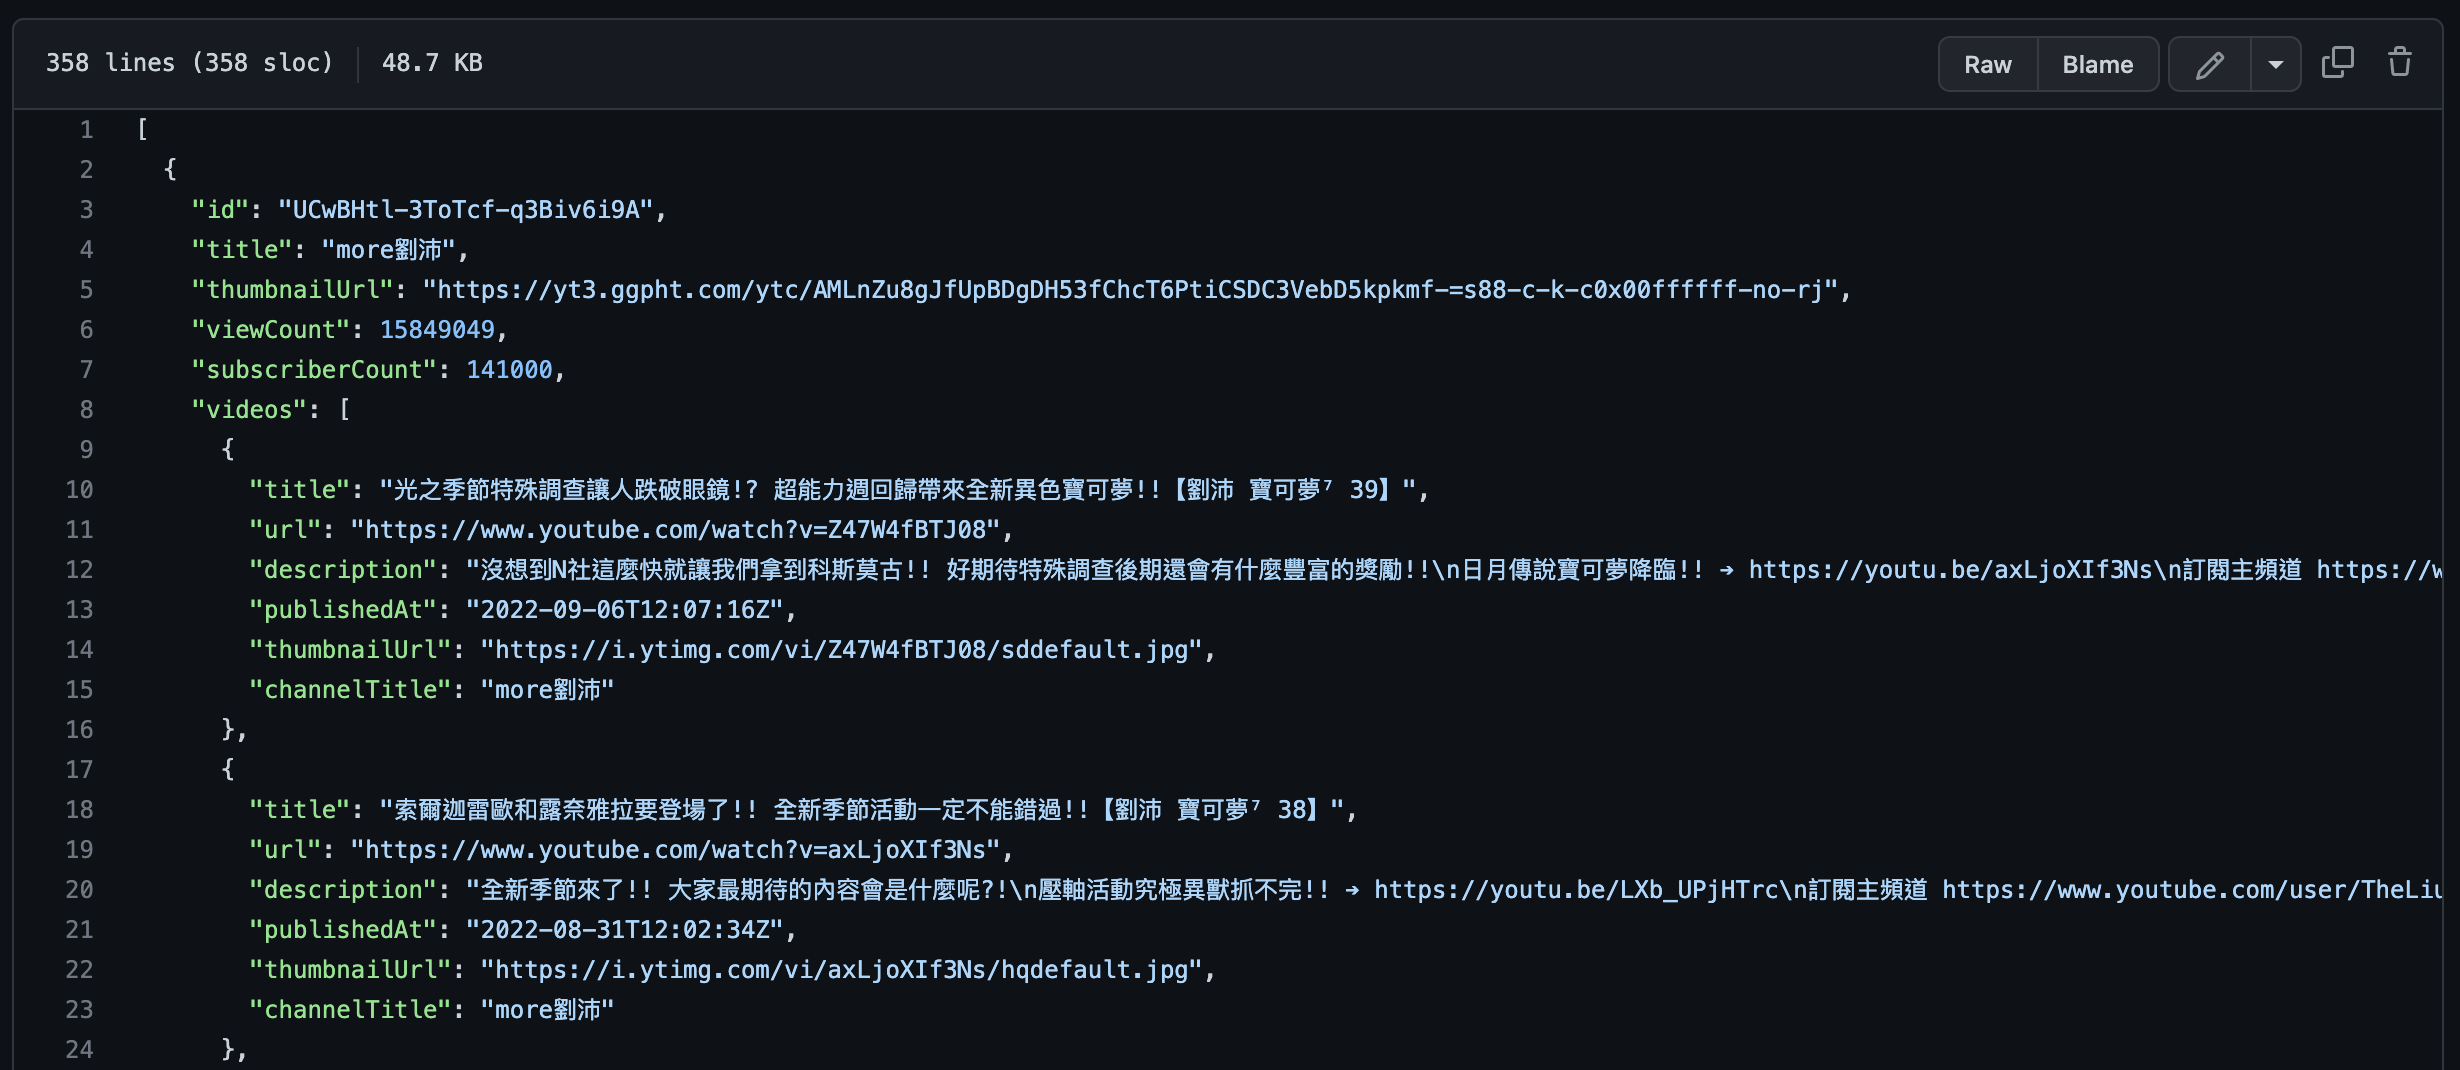 358 lines (358 sloc) 48.7 KB Raw Blame
1 [
2 {
3 "id": "UCwBHtl-3ToTcf-q3Biv6i9A",
4 "title": "more劉沛",
5 "thumbnailUrl": "https://yt3.ggpht.com/ytc/AMLnZu8gJfUpBDgDH53fChcT6PtiCSDC3VebD5kpkmf-=s88-c-k-c0x00ffffff-no-rj",
6 "viewCount": 15849049,
7 "subscriberCount": 141000,
8 "videos": [
9 {
10 "title": "光之季節特殊調查讓人跌破眼鏡!? 超能力週回歸帶來全新異色寶可夢!!【劉沛 寶可夢⁷ 39】",
11 "url": "https://www.youtube.com/watch?v=Z47W4fBTJ08",
12 "description": "沒想到N社這麼快就讓我們拿到科斯莫古!! 好期待特殊調查後期還會有什麼豐富的獎勵!!\n日月傳說寶可夢降臨!! ➔ https://youtu.be/axLjoXIf3Ns\n訂閱主頻道 https://w
13 "publishedAt": "2022-09-06T12:07:16Z",
14 "thumbnailUrl": "https://i.ytimg.com/vi/Z47W4fBTJ08/sddefault.jpg",
15 "channelTitle": "more劉沛"
16 },
17 {
18 "title": "索爾迦雷歐和露奈雅拉要登場了!! 全新季節活動一定不能錯過!!【劉沛 寶可夢⁷ 38】",
19 "url": "https://www.youtube.com/watch?v=axLjoXIf3Ns",
20 "description": "全新季節來了!! 大家最期待的內容會是什麼呢?!\n壓軸活動究極異獸抓不完!! ➔ https://youtu.be/LXb_UPjHTrc\n訂閱主頻道 https://www.youtube.com/user/TheLiu
21 "publishedAt": "2022-08-31T12:02:34Z",
22 "thumbnailUrl": "https://i.ytimg.com/vi/axLjoXIf3Ns/hqdefault.jpg",
23 "channelTitle": "more劉沛"
24 },